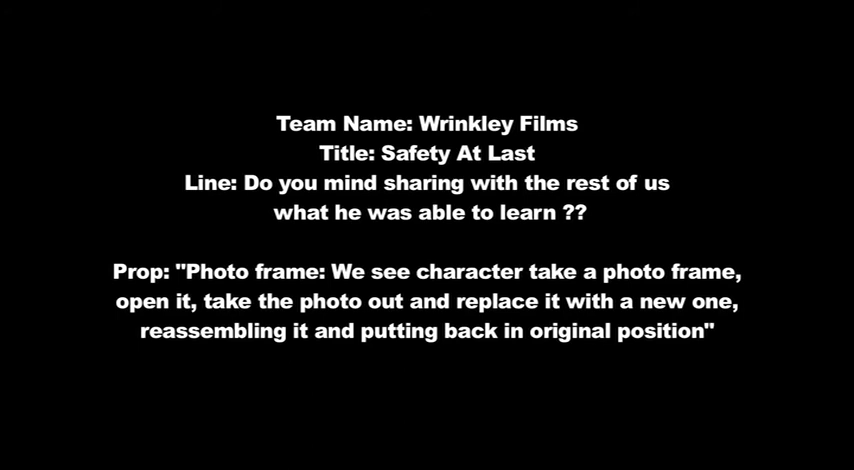 Team Name: Wrinkley Films
Title: Safety At Last
Line: Do you mind sharing with the rest of us
what he was able to learn ??
Prop: "Photo frame: We see character take a photo frame,
open it, take the photo out and replace it with a new one,
reassembling it and putting back in original position"